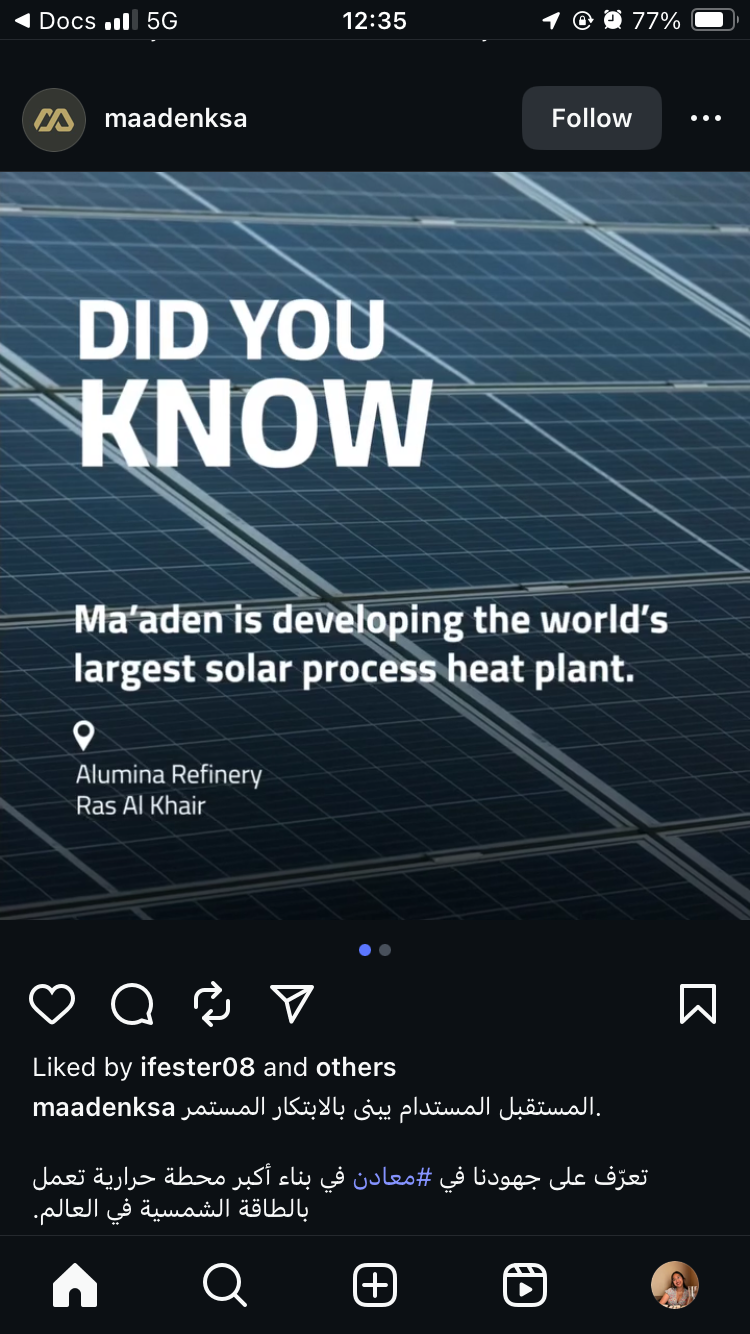 Docs 5G 12:35 77%
maadenksa Follow
DID YOU
KNOW
Ma’aden is developing the world’s
largest solar process heat plant.
Alumina Refinery
Ras Al Khair
Liked by ifester08 and others
maadenksa المستقبل المستدام يبنى بالابتكار المستمر.
تعرّف على جهودنا في #معادن في بناء أكبر محطة حرارية تعمل
بالطاقة الشمسية في العالم.